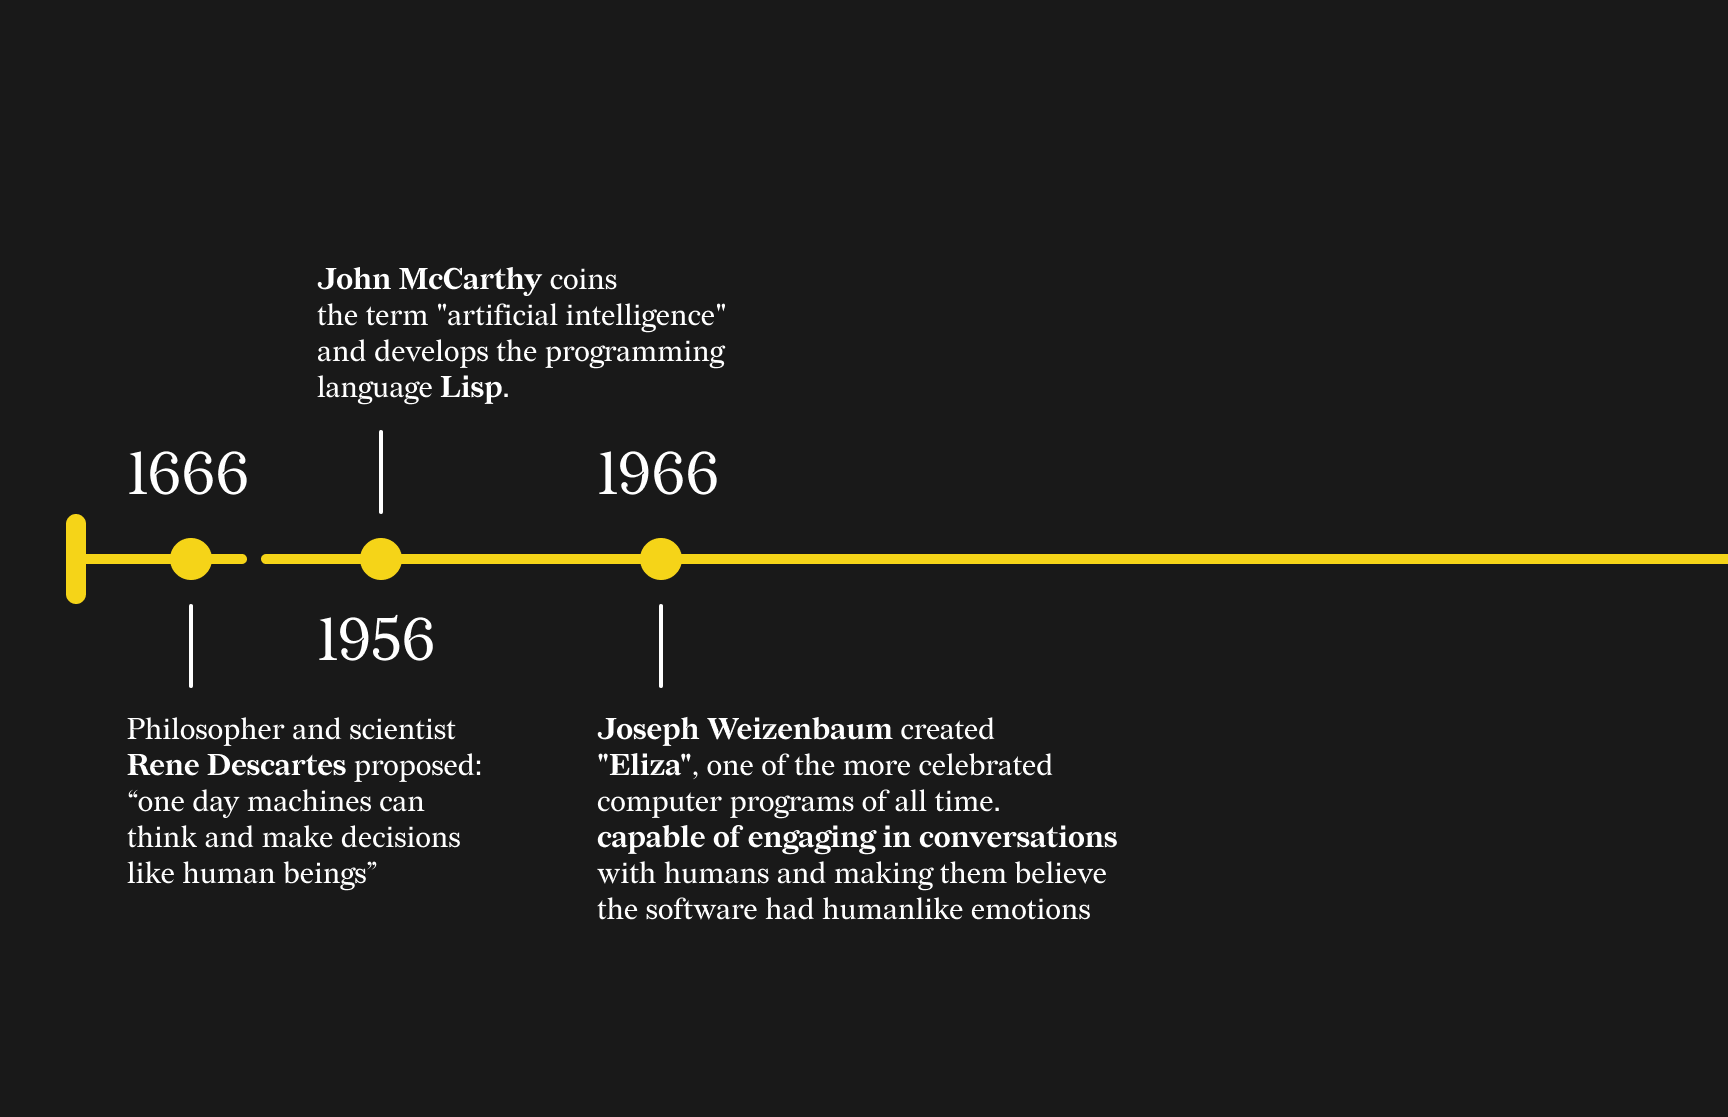 1666
Philosopher and scientist
Rene Descartes proposed:
“one day machines can
think and make decisions
like human beings”
John McCarthy coins
the term "artificial intelligence"
and develops the programming
language Lisp.
1956
1966
Joseph Weizenbaum created
"Eliza", one of the more celebrated
computer programs of all time.
capable of engaging in conversations
with humans and making them believe
the software had humanlike emotions